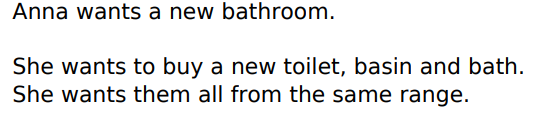 Anna wants a new bathroom.
She wants to buy a new toilet, basin and bath.
She wants them all from the same range.